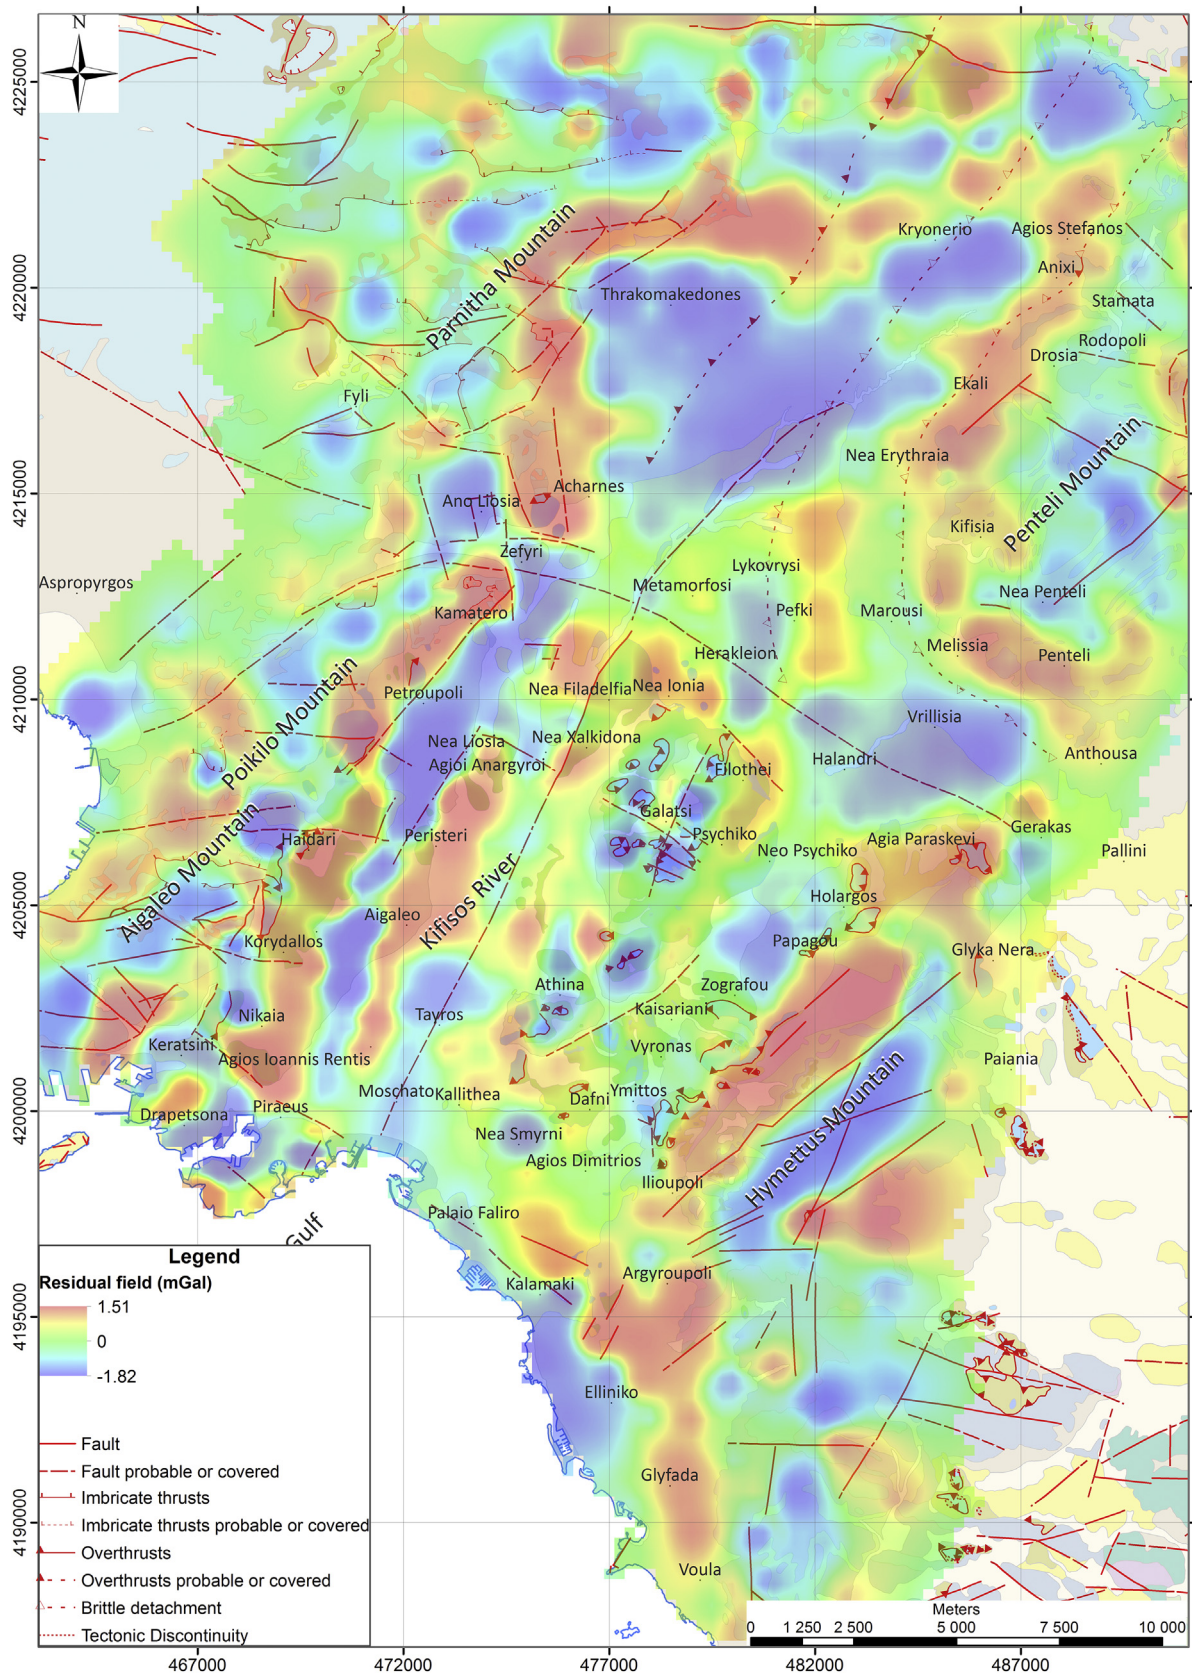 N
4225000
4220000
4215000
4210000
4205000
4200000
4195000
4190000
Kryonerio
Agios Stefanos
Anixi
Parnitha Mountain
Thrakomakedones
Stamata
Rodopoli
Drosia
Ekali
Fyli
Nea Erythraia
Penteli Mountain
Acharnes
Ano Liosia
Kifisia
Zefyri
Lykovrysi
Aspropyrgos
Metamorfosi
Nea Penteli
Kamatero
Pefki
Marousi
Melissia
Herakleion
Penteli
Petroupoli
Nea Filadelfia
Nea Ionia
Poikilo Mountain
Vrillisia
Nea Liosia
Nea Xalkidona
Anthousa
Agioi Anargyroi
Filothei
Halandri
Galatsi
Aigaleo Mountain
Haidari
Peristeri
Psychiko
Agia Paraskevi
Gerakas
Neo Psychiko
Pallini
Kifisos River
Holargos
Aigaleo
Korydallos
Papagou
Glyka Nera
Athina
Zografou
Nikaia
Tayros
Kaisariani
Keratsini
Vyronas
Agios Ioannis Rentis
Paiania
Moschato
Kallithea
Dafni
Ymittos
Hymettus Mountain
Drapetsona
Piraeus
Nea Smyrni
Agios Dimitrios
Ilioupoli
Palaio Faliro
Gulf
Kalamaki
Argyroupoli
Elliniko
Glyfada
Voula
Legend
Residual field (mGal)
1.51
0
-1.82
Fault
Fault probable or covered
Imbricate thrusts
Imbricate thrusts probable or covered
Overthrusts
Overthrusts probable or covered
Brittle detachment
Tectonic Discontinuity
Meters
0 1 250 2 500 5 000 7 500 10 000
467000 472000 477000 482000 487000